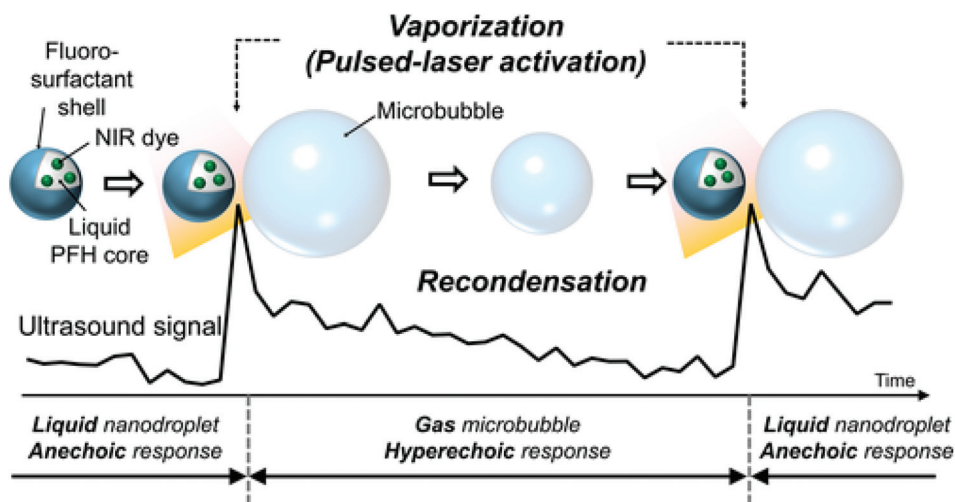 Vaporization
(Pulsed-laser activation)
Fluoro-
surfactant
shell
NIR dye
Liquid
PFH core
Microbubble
Recondensation
Ultrasound signal
Time
Liquid nanodroplet
Anechoic response
Gas microbubble
Hyperechoic response
Liquid nanodroplet
Anechoic response